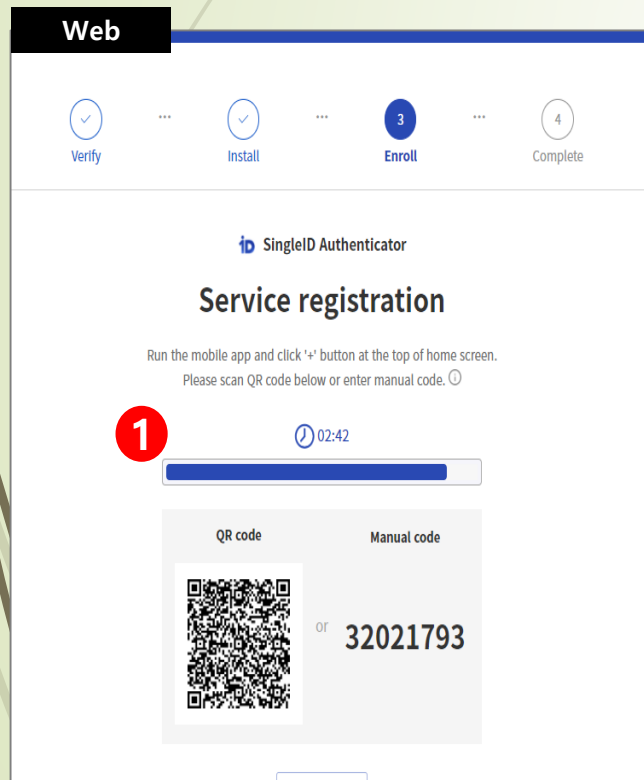 Web
... ... 3 ... 4
Verify Install Enroll Complete
iD SingleID Authenticator
Service registration
Run the mobile app and click '+' button at the top of home screen.
Please scan QR code below or enter manual code. i
1
02:42
QR code Manual code
or 32021793